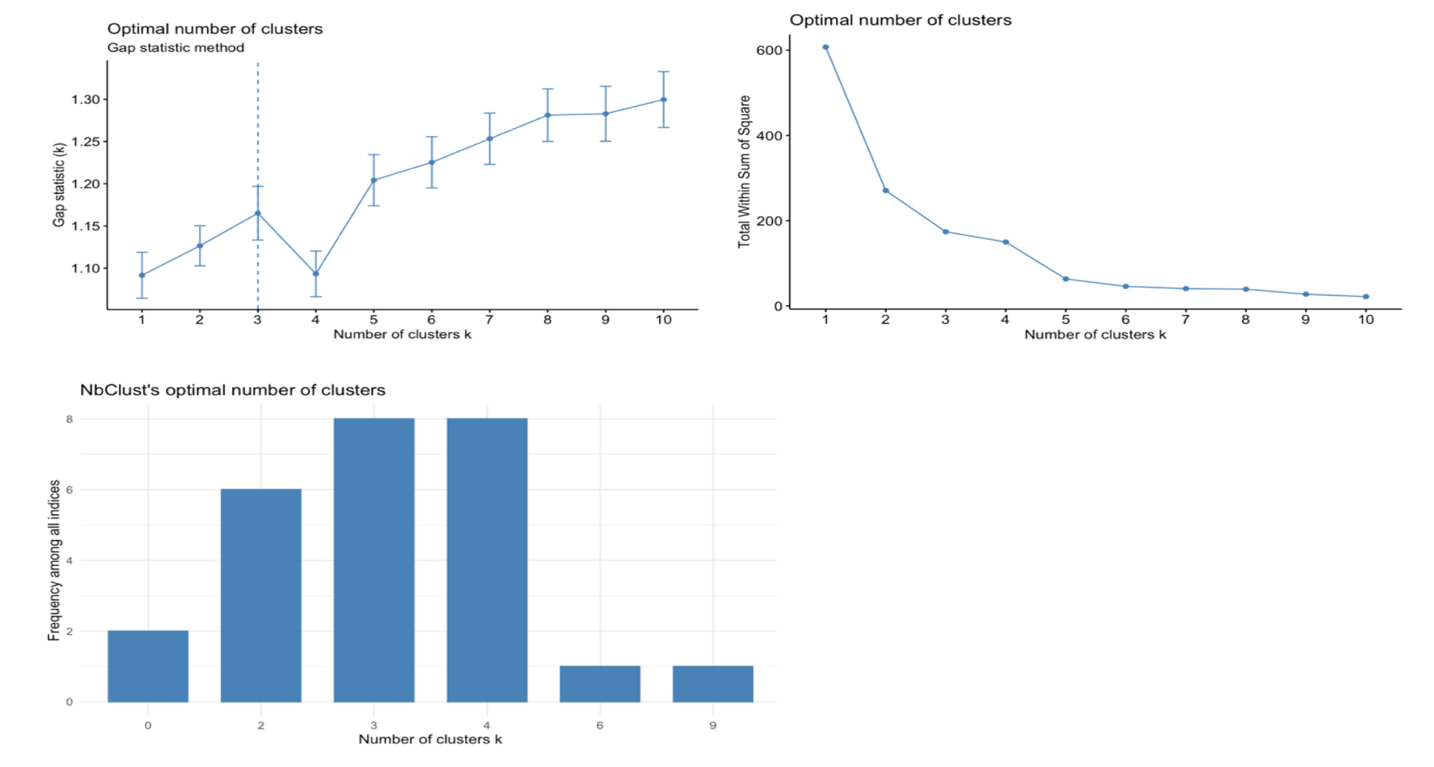 Optimal number of clusters
Gap statistic method
Gap statistic (k)
1.30
1.25
1.20
1.15
1.10
1 2 3 4 5 6 7 8 9 10
Number of clusters k
Optimal number of clusters
Total Within Sum of Square
600
400
200
0
1 2 3 4 5 6 7 8 9 10
Number of clusters k
NbClust's optimal number of clusters
Frequency among all indices
8
6
4
2
0
0 2 3 4 6 9
Number of clusters k